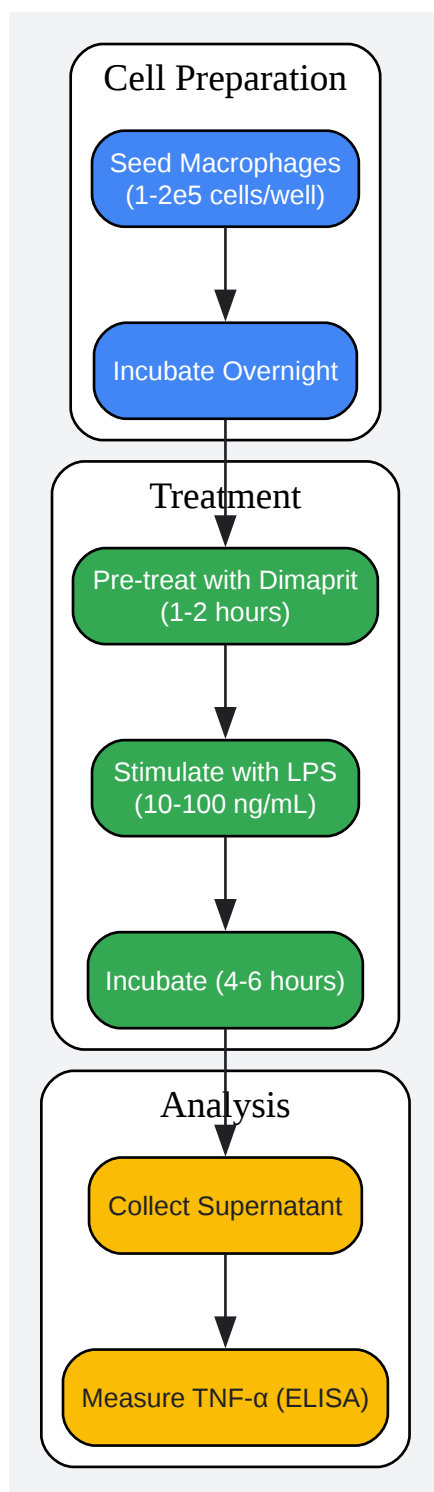 Cell Preparation
Seed Macrophages
(1-2e5 cells/well)
Incubate Overnight
Treatment
Pre-treat with Dimaprit
(1-2 hours)
Stimulate with LPS
(10-100 ng/mL)
Incubate (4-6 hours)
Analysis
Collect Supernatant
Measure TNF-α (ELISA)